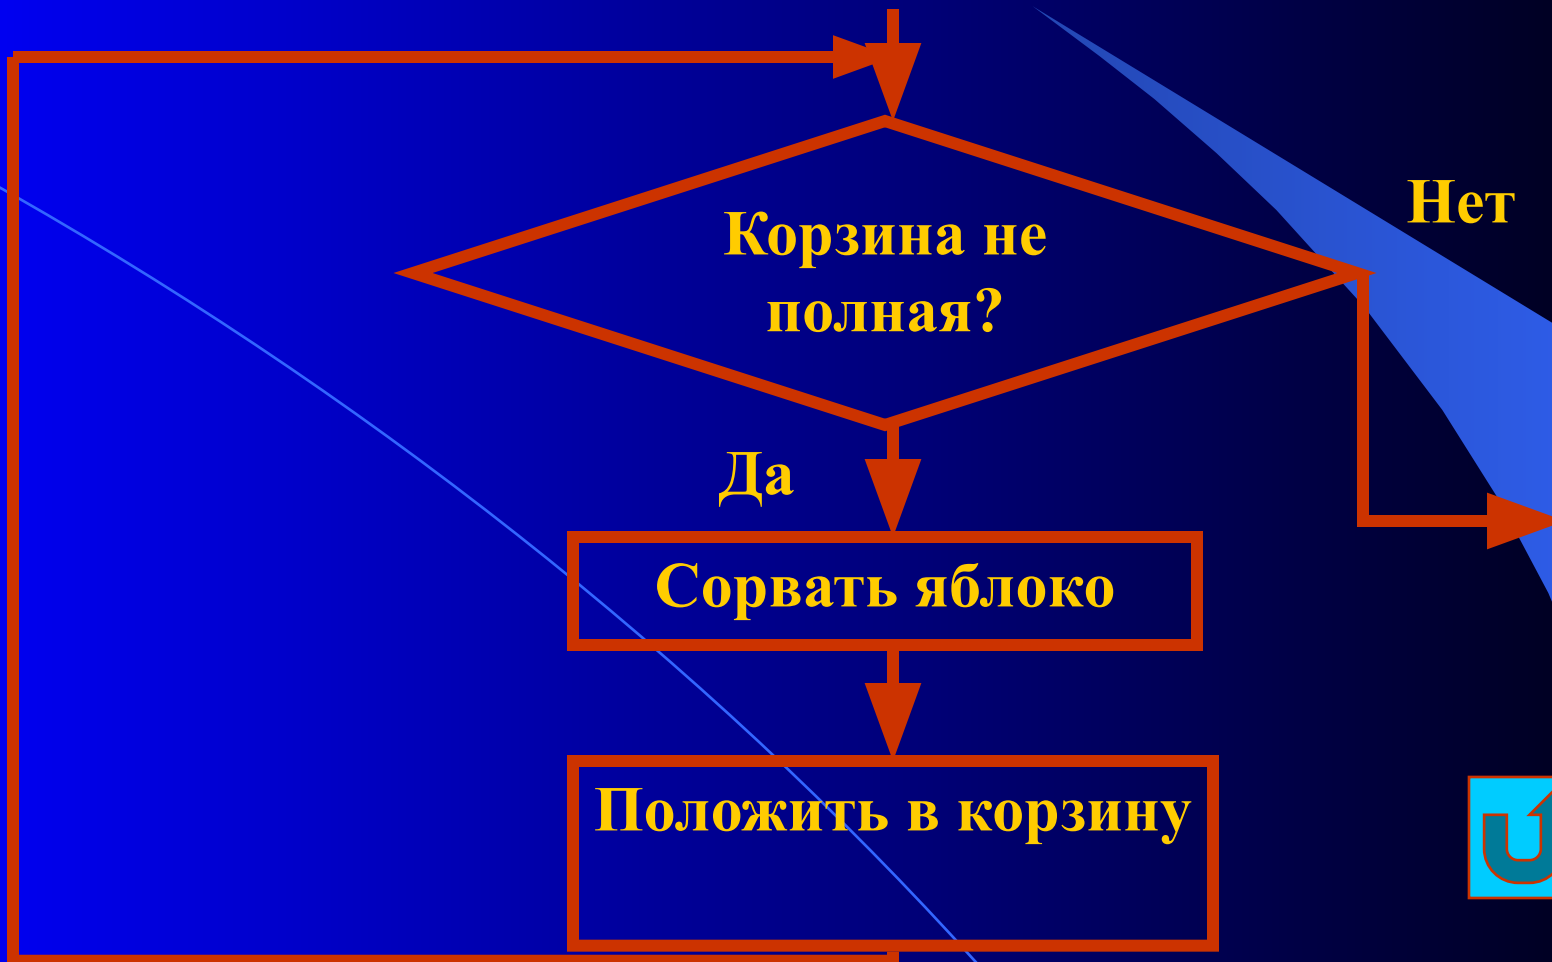 Нет
Корзина не
полная?
Да
Сорвать яблоко
Положить в корзину